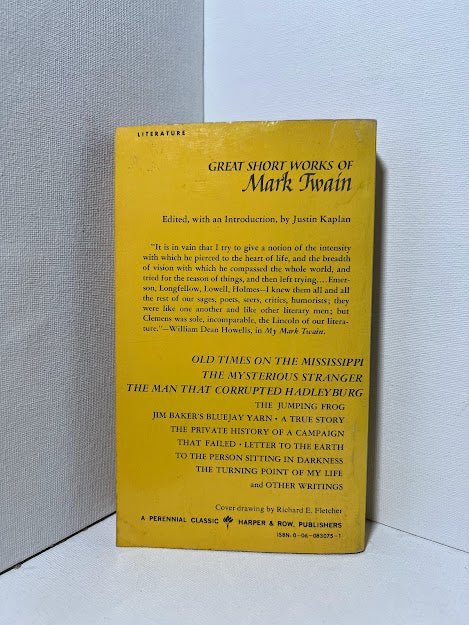 LITERATURE
GREAT SHORT WORKS OF
Mark Twain
Edited, with an Introduction, by Justin Kaplan
"It is in vain that I try to give a notion of the intensity
with which he pierced to the heart of life, and the breadth
of vision with which he compassed the whole world, and
tried for the reason of things, and then left trying....Emer-
son, Longfellow, Lowell, Holmes—I knew them all and all
the rest of our sages, poets, seers, critics, humorists; they
were like one another and like other literary men; but
Clemens was sole, incomparable, the Lincoln of our litera-
ture."—William Dean Howells, in My Mark Twain.
OLD TIMES ON THE MISSISSIPPI
THE MYSTERIOUS STRANGER
THE MAN THAT CORRUPTED HADLEYBURG
THE JUMPING FROG
JIM BAKER'S BLUEJAY YARN • A TRUE STORY
THE PRIVATE HISTORY OF A CAMPAIGN
THAT FAILED • LETTER TO THE EARTH
TO THE PERSON SITTING IN DARKNESS
THE TURNING POINT OF MY LIFE
and OTHER WRITINGS
Cover drawing by Richard E. Fletcher
A PERENNIAL CLASSIC HARPER & ROW, PUBLISHERS
ISBN: 0-06-083075-1